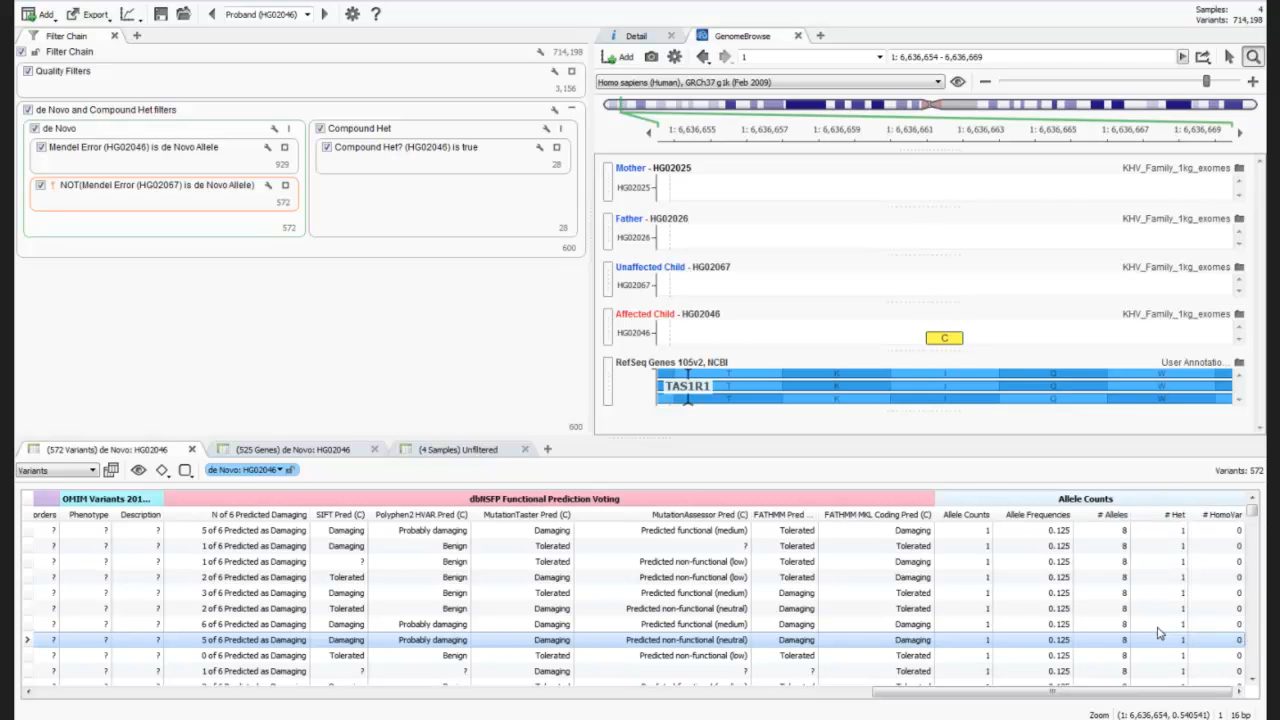 Add Export Proband (HG02046) ?
Samples: 4
Variants: 714,198
Filter Chain
Filter Chain 714,198
Quality Filters
3,156
de Novo and Compound Het filters
de Novo
Mendel Error (HG02046) is de Novo Allele
929
! NOT(Mendel Error (HG02067) is de Novo Allele)
572
572
Compound Het
Compound Het? (HG02046) is true
28
28
600
600
Detail GenomeBrowse
Add 1 1: 6,636,654 - 6,636,669
Homo sapiens (Human), GRCh37 g1k (Feb 2009)
1: 6,636,655 1: 6,636,657 1: 6,636,659 1: 6,636,661 1: 6,636,663 1: 6,636,665 1: 6,636,667 1: 6,636,669
Mother - HG02025 KHV_Family_1kg_exomes
HG02025
Father - HG02026 KHV_Family_1kg_exomes
HG02026
Unaffected Child - HG02067 KHV_Family_1kg_exomes
HG02067
Affected Child - HG02046 KHV_Family_1kg_exomes
HG02046 C
RefSeq Genes 105v2, NCBI User Annotatio...
T K I Q W
TAS1R1 T K I Q W
T K I Q W
(572 Variants) de Novo: HG02046 (525 Genes) de Novo: HG02046 (4 Samples) Unfiltered
Variants de Novo: HG02046 Variants: 572
OMIM Variants 201... dbNSFP Functional Prediction Voting Allele Counts
orders Phenotype Description N of 6 Predicted Damaging SIFT Pred (C) Polyphen2 HVAR Pred (C) MutationTaster Pred (C) MutationAssessor Pred (C) FATHMM Pred ... FATHMM MKL Coding Pred (C) Allele Counts Allele Frequencies # Alleles # Het # HomoVar
? ? ? 5 of 6 Predicted as Damaging Damaging Probably damaging Damaging Predicted functional (medium) Tolerated Damaging 1 0.125 8 1 0
? ? ? 1 of 6 Predicted as Damaging Damaging Benign Tolerated ? Tolerated Tolerated 1 0.125 8 1 0
? ? ? 1 of 6 Predicted as Damaging ? Benign Tolerated Predicted non-functional (low) Tolerated Damaging 1 0.125 8 1 0
? ? ? 2 of 6 Predicted as Damaging Tolerated Benign Damaging Predicted non-functional (low) Tolerated Damaging 1 0.125 8 1 0
? ? ? 3 of 6 Predicted as Damaging Damaging Benign Tolerated Predicted functional (medium) Damaging Tolerated 1 0.125 8 1 0
? ? ? 2 of 6 Predicted as Damaging Tolerated Benign Damaging Predicted non-functional (neutral) Tolerated Damaging 1 0.125 8 1 0
? ? ? 6 of 6 Predicted as Damaging Damaging Probably damaging Damaging Predicted functional (medium) Damaging Damaging 1 0.125 8 1 0
? ? ? 5 of 6 Predicted as Damaging Damaging Probably damaging Damaging Predicted non-functional (neutral) Damaging Damaging 1 0.125 8 1 0
? ? ? 0 of 6 Predicted as Damaging Tolerated Benign Tolerated Predicted non-functional (low) Tolerated Tolerated 1 0.125 8 1 0
? ? ? 1 of 6 Predicted as Damaging ? ? Damaging ? ? Tolerated 1 0.125 8 1 0
Zoom (1: 6,636,654, 0.540541) 1 16 bp